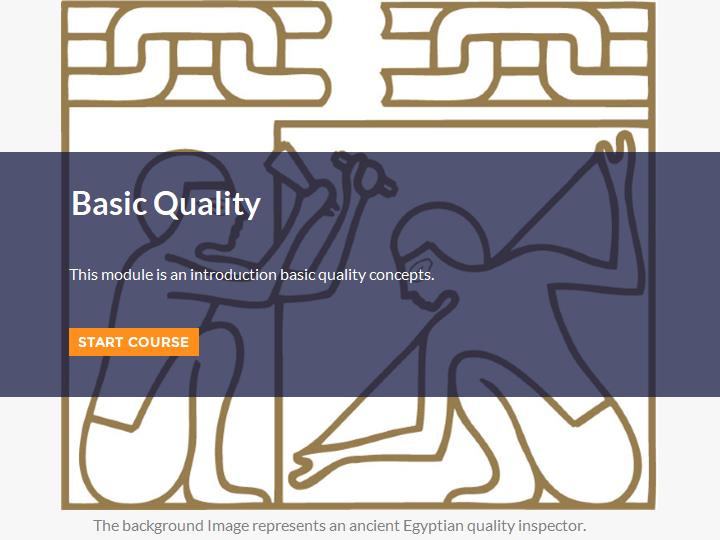 Basic Quality
This module is an introduction basic quality concepts.
START COURSE
The background Image represents an ancient Egyptian quality inspector.